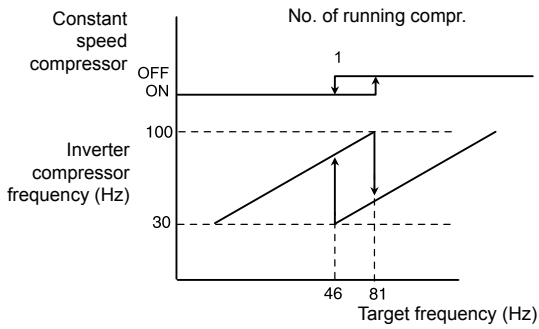 Constant
speed
compressor
No. of running compr.
1
OFF
ON
100
Inverter
compressor
frequency (Hz)
30
46
81
Target frequency (Hz)